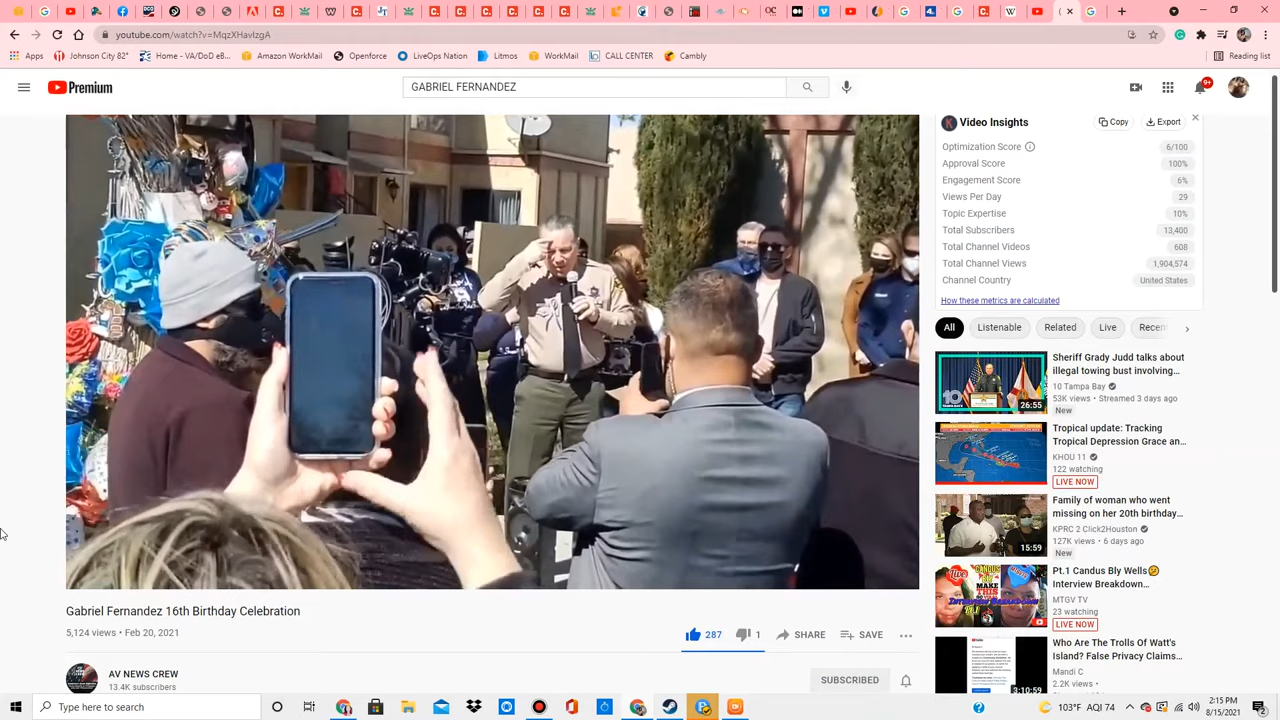 youtube.com/watch?v=MqzXHavIzgA
Apps
Johnson City 82°
Home - VA/DoD eB...
Amazon WorkMail
Openforce
LiveOps Nation
Litmos
WorkMail
CALL CENTER
Cambly
Reading list
Premium
GABRIEL FERNANDEZ
9+
Video Insights
Copy
Export
Optimization Score
6/100
Approval Score
100%
Engagement Score
6%
Views Per Day
29
Topic Expertise
10%
Total Subscribers
13,400
Total Channel Videos
608
Total Channel Views
1,904,574
Channel Country
United States
How these metrics are calculated
All
Listenable
Related
Live
Sheriff Grady Judd talks about
illegal towing bust involving...
10 Tampa Bay
53K views • Streamed 3 days ago
New
26:55
Tropical update: Tracking
Tropical Depression Grace an...
KHOU 11
122 watching
LIVE NOW
Family of woman who went
missing on her 20th birthday...
KPRC 2 Click2Houston
127K views • 6 days ago
New
15:59
Pt.1 Candus Bly Wells
Interview Breakdown...
MTGV TV
23 watching
LIVE NOW
Who Are The Trolls Of Watt's
Island? False Privacy Claims...
Mandi C
2.2K views •
3:10:59
Gabriel Fernandez 16th Birthday Celebration
5,124 views • Feb 20, 2021
287
1
SHARE
SAVE
NEWS CREW
13.4K subscribers
SUBSCRIBED
Type here to search
103°F AQI 74
2:15 PM
8/15/2021